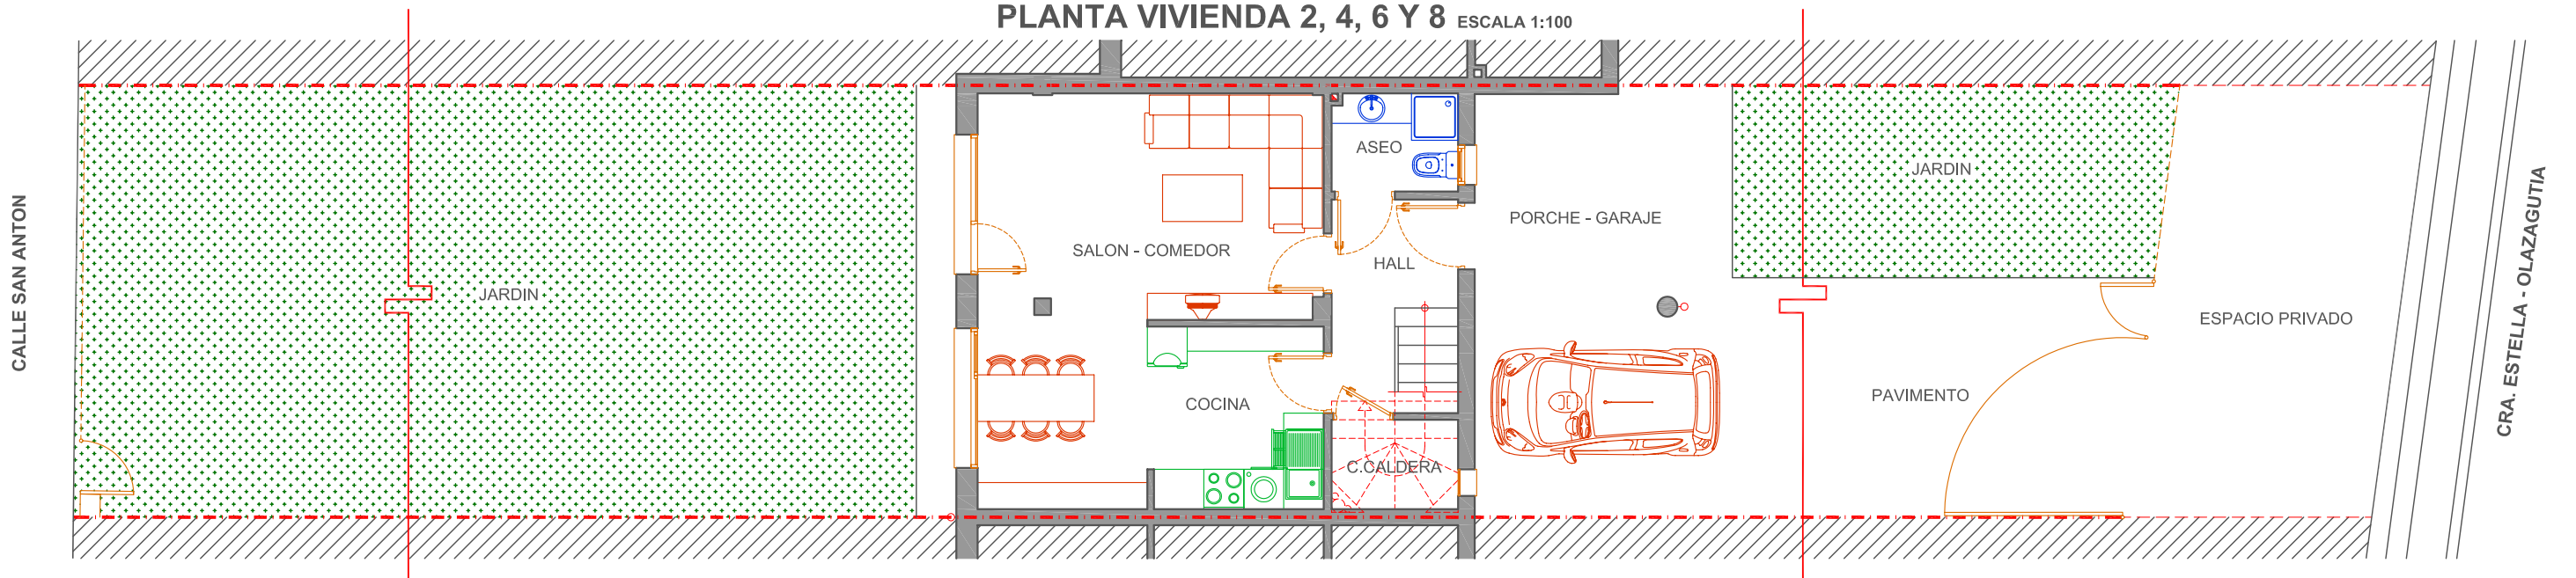 PLANTA VIVIENDA 2, 4, 6 Y 8 ESCALA 1:100
CALLE SAN ANTON
JARDIN
SALON - COMEDOR
COCINA
ASEO
HALL
C.CALDERA
PORCHE - GARAJE
JARDIN
PAVIMENTO
ESPACIO PRIVADO
CRA. ESTELLA - OLAZAGUTIA